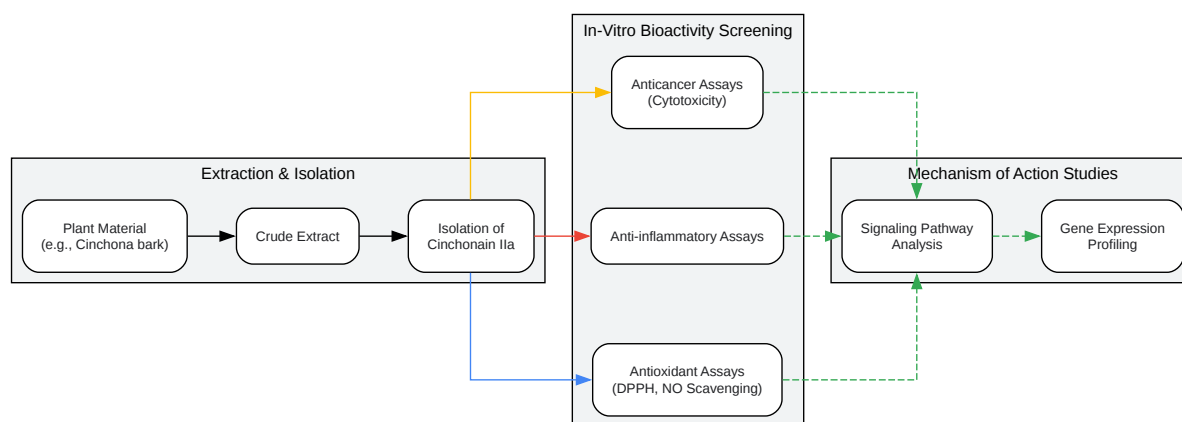 In-Vitro Bioactivity Screening
Anticancer Assays
(Cytotoxicity)
Extraction & Isolation
Mechanism of Action Studies
Plant Material
(e.g., Cinchona bark)
Crude Extract
Isolation of
Cinchonain IIa
Anti-inflammatory Assays
Signaling Pathway
Analysis
Gene Expression
Profiling
Antioxidant Assays
(DPPH, NO Scavenging)